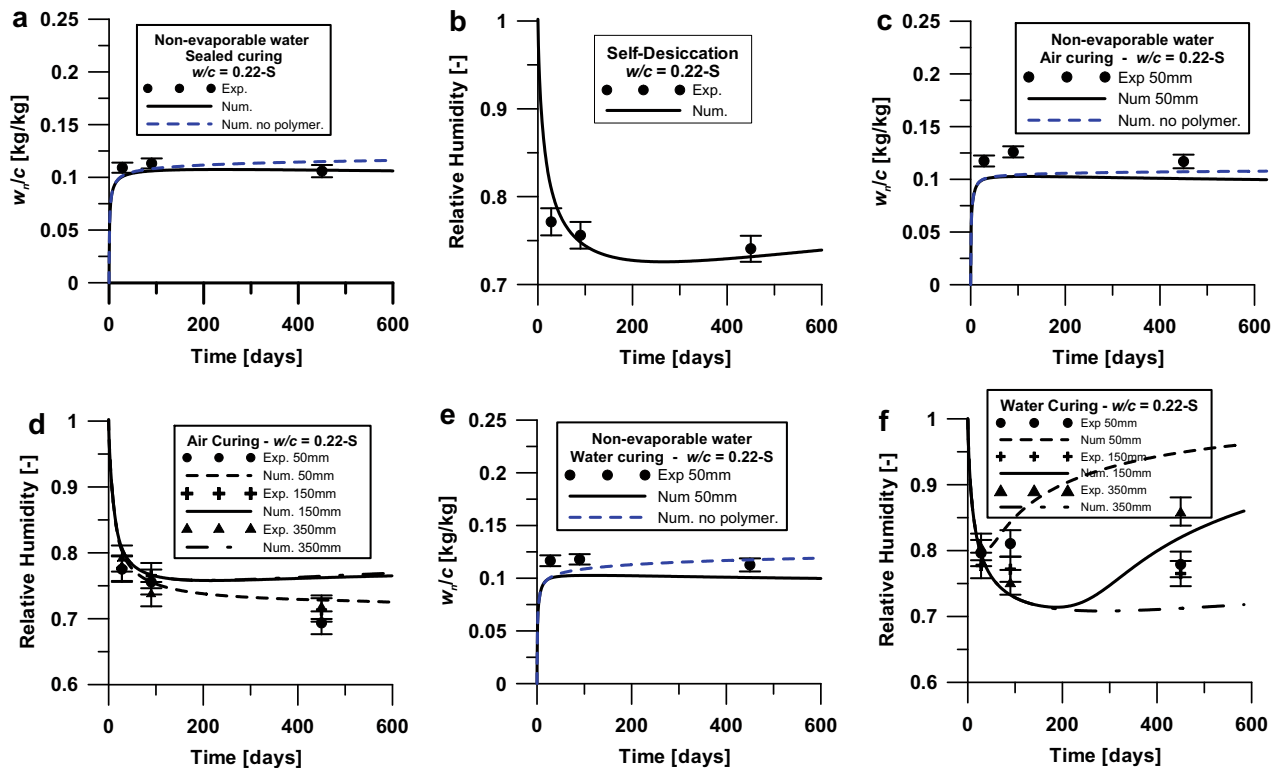 a
0.25
0.2
0.15
0.1
0.05
0
wn/c [kg/kg]
Non-evaporable water
Sealed curing
w/c = 0.22-S
Exp.
Num.
Num. no polymer.
0 200 400 600
Time [days]
b
1
0.9
0.8
0.7
Relative Humidity [-]
Self-Desiccation
w/c = 0.22-S
Exp.
Num.
0 200 400 600
Time [days]
c
0.25
0.2
0.15
0.1
0.05
0
wn/c [kg/kg]
Non-evaporable water
Air curing - w/c = 0.22-S
Exp 50mm
Num 50mm
Num. no polymer.
0 200 400 600
Time [days]
d
1
0.9
0.8
0.7
0.6
Relative Humidity [-]
Air Curing - w/c = 0.22-S
Exp. 50mm
Num. 50mm
Exp. 150mm
Num. 150mm
Exp. 350mm
Num. 350mm
0 200 400 600
Time [days]
e
0.25
0.2
0.15
0.1
0.05
0
wn/c [kg/kg]
Non-evaporable water
Water curing - w/c = 0.22-S
Exp 50mm
Num 50mm
Num. no polymer.
0 200 400 600
Time [days]
f
1
0.9
0.8
0.7
0.6
Relative Humidity [-]
Water Curing - w/c = 0.22-S
Exp 50mm
Num 50mm
Exp. 150mm
Num. 150mm
Exp. 350mm
Num. 350mm
0 200 400 600
Time [days]